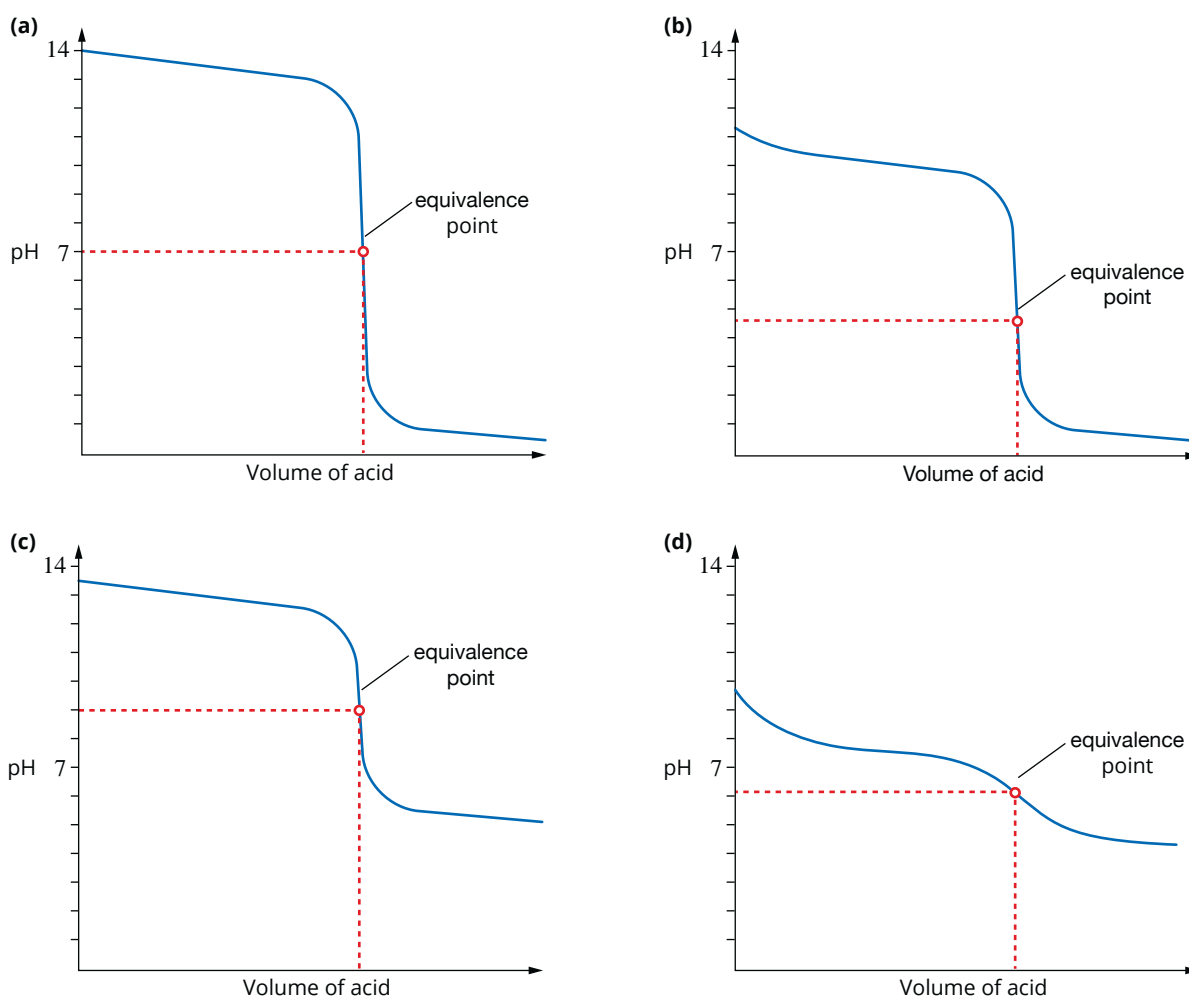 (a)
14
equivalence
point
pH 7
Volume of acid
(b)
14
7
equivalence
point
Volume of acid
(c)
14
equivalence
point
pH 7
Volume of acid
(d)
14
pH 7
equivalence
point
Volume of acid